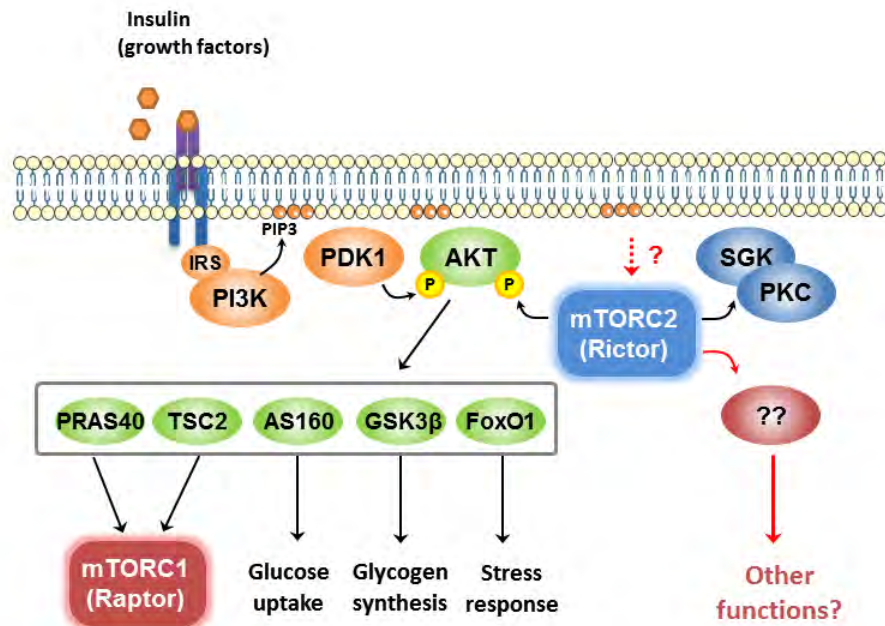 Insulin
(growth factors)
PIP3
IRS
PI3K
PDK1
AKT
P
P
?
mTORC2
(Rictor)
SGK
PKC
PRAS40
TSC2
AS160
GSK3β
FoxO1
??
mTORC1
(Raptor)
Glucose
uptake
Glycogen
synthesis
Stress
response
Other
functions?